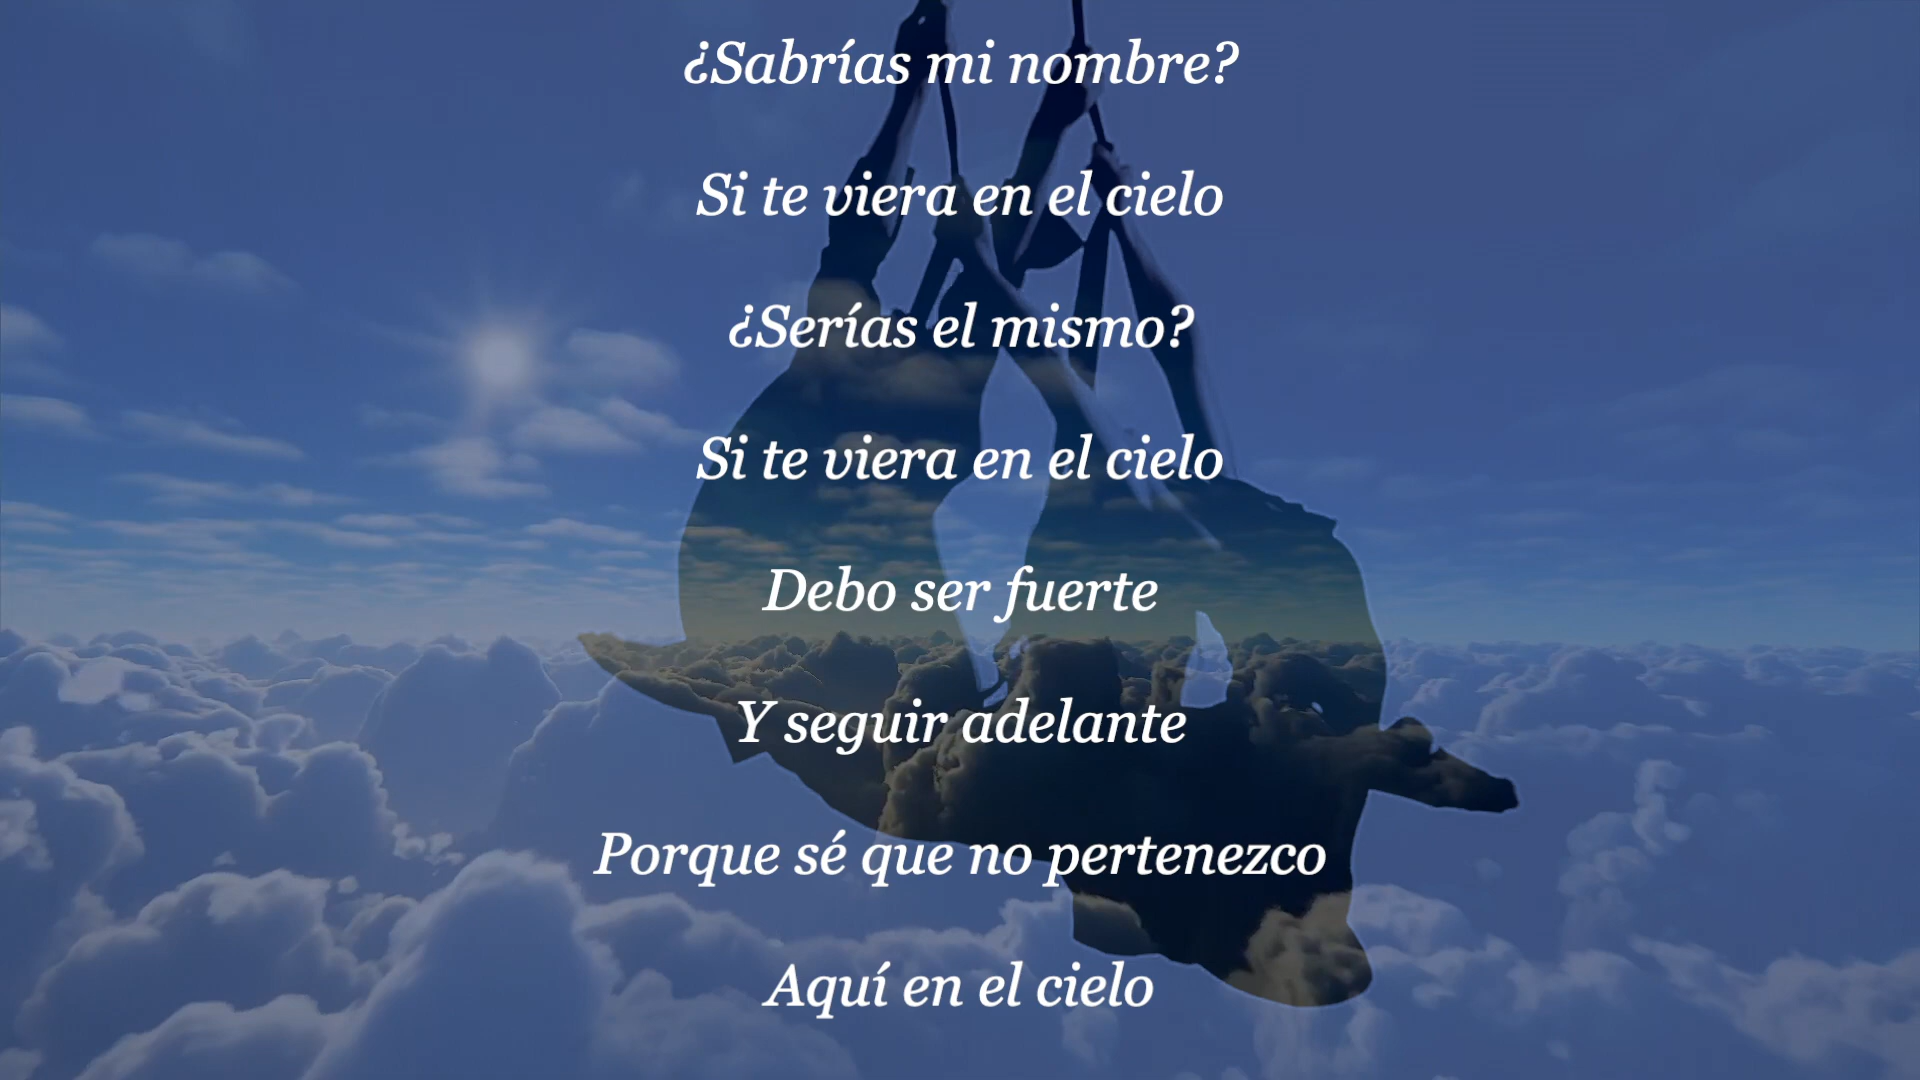 ¿Sabrías mi nombre?
Si te viera en el cielo
¿Serías el mismo?
Si te viera en el cielo
Debo ser fuerte
Y seguir adelante
Porque sé que no pertenezco
Aquí en el cielo